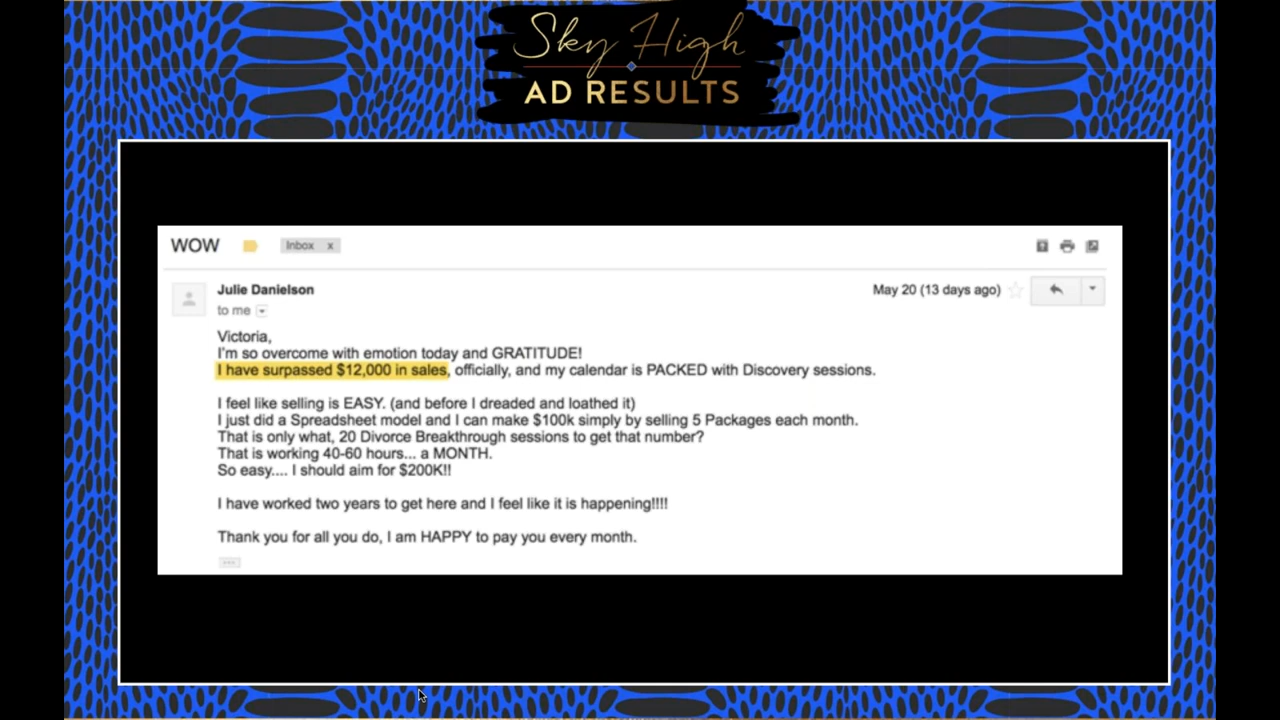 Sky High
AD RESULTS
WOW
Inbox x
Julie Danielson
May 20 (13 days ago)
to me
Victoria,
I'm so overcome with emotion today and GRATITUDE!
I have surpassed $12,000 in sales, officially, and my calendar is PACKED with Discovery sessions.
I feel like selling is EASY. (and before I dreaded and loathed it)
I just did a Spreadsheet model and I can make $100k simply by selling 5 Packages each month.
That is only what, 20 Divorce Breakthrough sessions to get that number?
That is working 40-60 hours... a MONTH.
So easy.... I should aim for $200K!!
I have worked two years to get here and I feel like it is happening!!!!
Thank you for all you do, I am HAPPY to pay you every month.